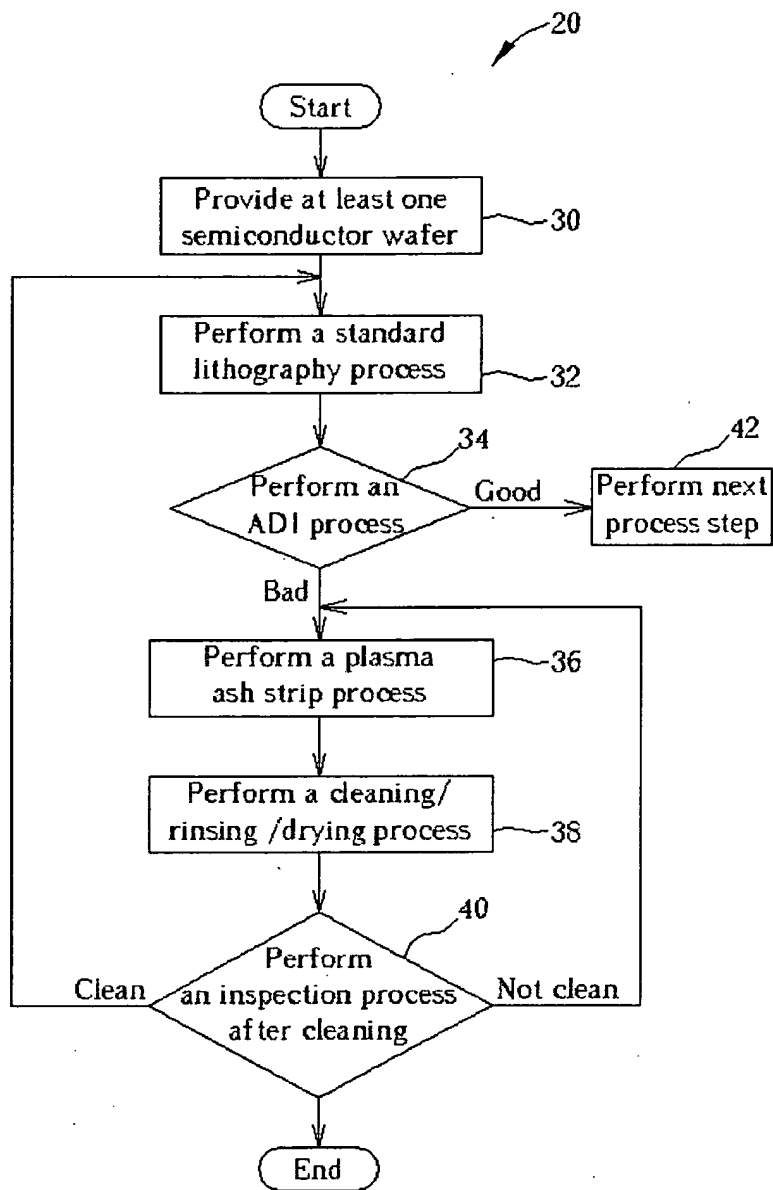 20
Start
Provide at least one
semiconductor wafer
30
Perform a standard
lithography process
32
34
Perform an
ADI process
Good
42
Perform next
process step
Bad
Perform a plasma
ash strip process
36
Perform a cleaning/
rinsing /drying process
38
40
Perform
an inspection process
after cleaning
Clean
Not clean
End